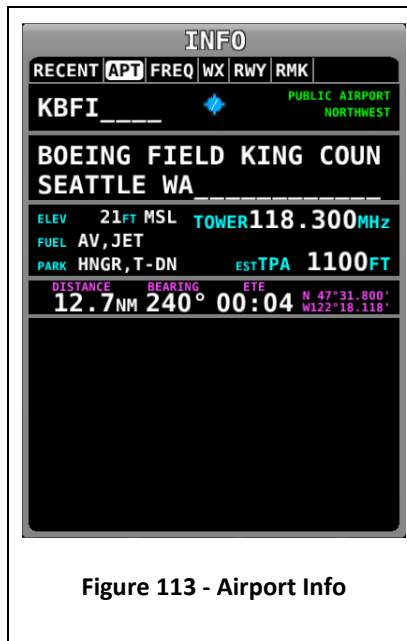 INFO
RECENT APT FREQ WX RWY RMK
KBFI____ PUBLIC AIRPORT
NORTHWEST
BOEING FIELD KING COUN
SEATTLE WA_____________
ELEV 21FT MSL TOWER118.300MHz
FUEL AV,JET
PARK HNGR,T-DN ESTTPA 1100FT
DISTANCE BEARING ETE
12.7NM 240° 00:04 N 47°31.800'
W122°18.118'
Figure 113 - Airport Info